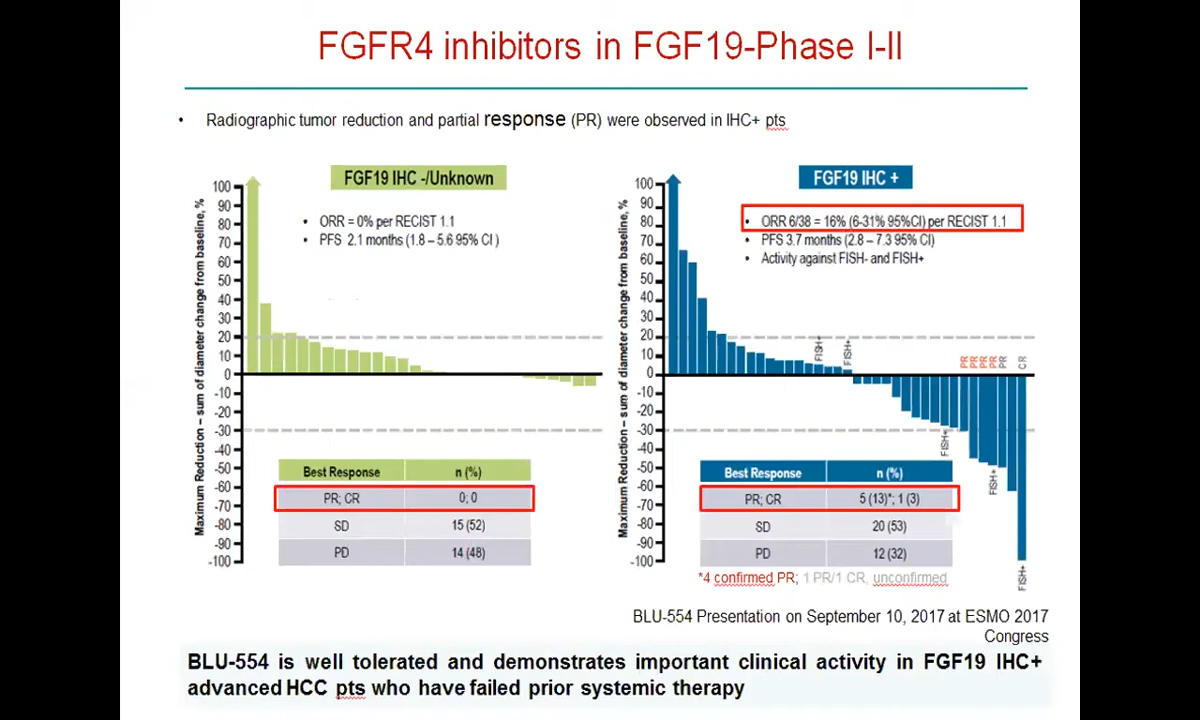 FGFR4 inhibitors in FGF19-Phase I-II
• Radiographic tumor reduction and partial response (PR) were observed in IHC+ pts
FGF19 IHC -/Unknown
• ORR = 0% per RECIST 1.1
• PFS 2.1 months (1.8 – 5.6 95% CI )
Maximum Reduction – sum of diameter change from baseline, %
100
90
80
70
60
50
40
30
20
10
0
-10
-20
-30
-40
-50
-60
-70
-80
-90
-100
Best Response n (%)
PR; CR 0; 0
SD 15 (52)
PD 14 (48)
FGF19 IHC +
• ORR 6/38 = 16% (6-31% 95%CI) per RECIST 1.1
• PFS 3.7 months (2.8 – 7.3 95% CI)
• Activity against FISH- and FISH+
Maximum Reduction – sum of diameter change from baseline, %
100
90
80
70
60
50
40
30
20
10
0
-10
-20
-30
-40
-50
-60
-70
-80
-90
-100
FISH+
FISH+
PR
PR
PR
PR
PR
CR
FISH+
FISH+
FISH+
Best Response n (%)
PR; CR 5 (13)*; 1 (3)
SD 20 (53)
PD 12 (32)
*4 confirmed PR; 1 PR/1 CR, unconfirmed
BLU-554 Presentation on September 10, 2017 at ESMO 2017
Congress
BLU-554 is well tolerated and demonstrates important clinical activity in FGF19 IHC+
advanced HCC pts who have failed prior systemic therapy